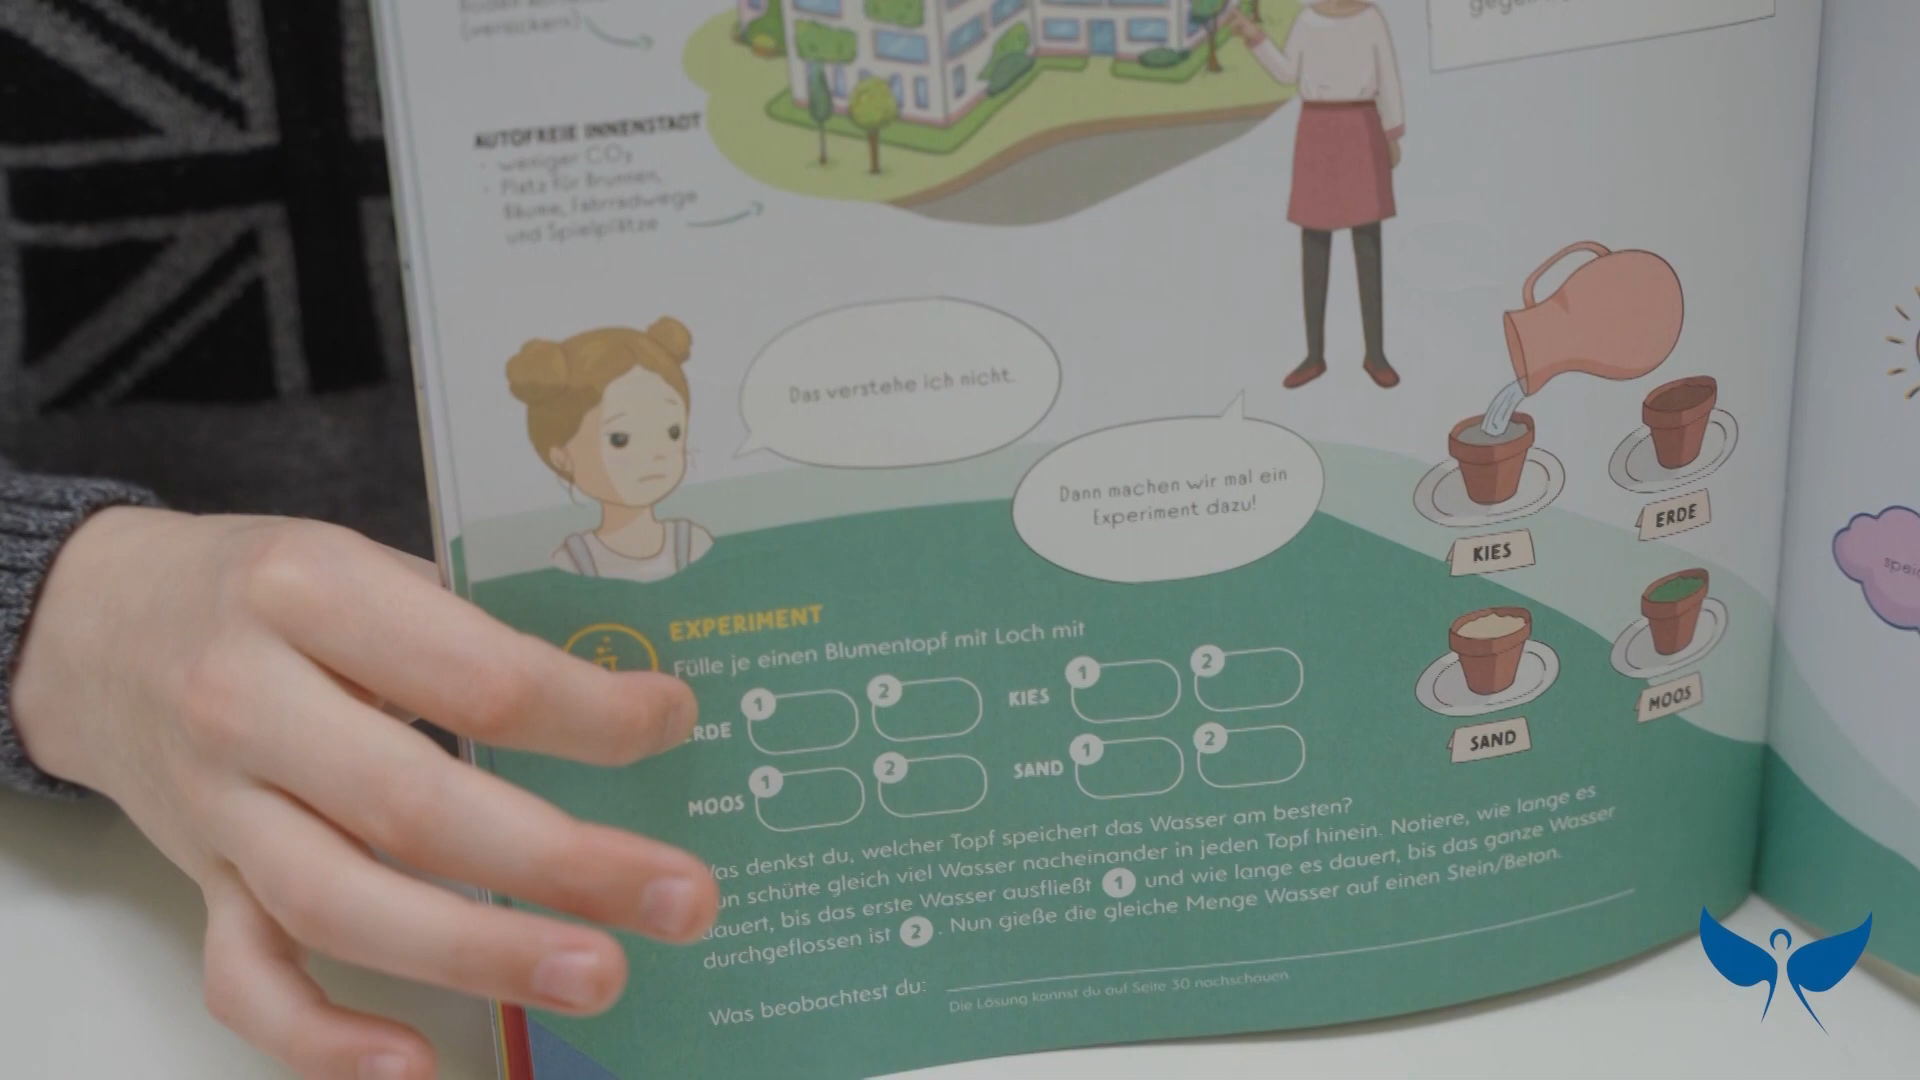 (versickern)
AUTOFREIE INNENSTADT
· weniger CO₂
· Platz für Brunnen,
Bäume, Fahrradwege
und Spielplätze
Das verstehe ich nicht.
Dann machen wir mal ein
Experiment dazu!
ERDE
KIES
MOOS
SAND
EXPERIMENT
Fülle je einen Blumentopf mit Loch mit
RDE 1 2 KIES 1 2
MOOS 1 2 SAND 1 2
Was denkst du, welcher Topf speichert das Wasser am besten?
un schütte gleich viel Wasser nacheinander in jeden Topf hinein. Notiere, wie lange es
dauert, bis das erste Wasser ausfließt 1 und wie lange es dauert, bis das ganze Wasser
durchgeflossen ist 2. Nun gieße die gleiche Menge Wasser auf einen Stein/Beton.
Was beobachtest du:
Die Lösung kannst du auf Seite 30 nachschauen